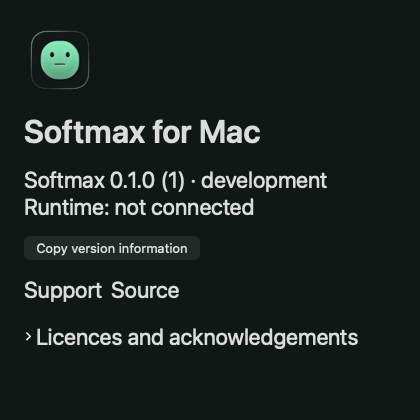 Softmax for Mac
Softmax 0.1.0 (1) · development
Runtime: not connected
Copy version information
Support Source
Licences and acknowledgements